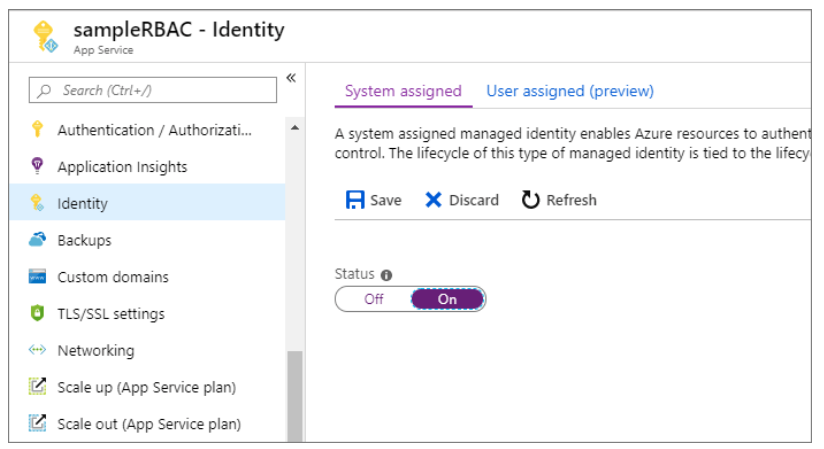 sampleRBAC - Identity
App Service
Search (Ctrl+/)
«
Authentication / Authorizati...
Application Insights
Identity
Backups
Custom domains
TLS/SSL settings
Networking
Scale up (App Service plan)
Scale out (App Service plan)
System assigned User assigned (preview)
A system assigned managed identity enables Azure resources to authent
control. The lifecycle of this type of managed identity is tied to the lifecy
Save Discard Refresh
Status
Off On